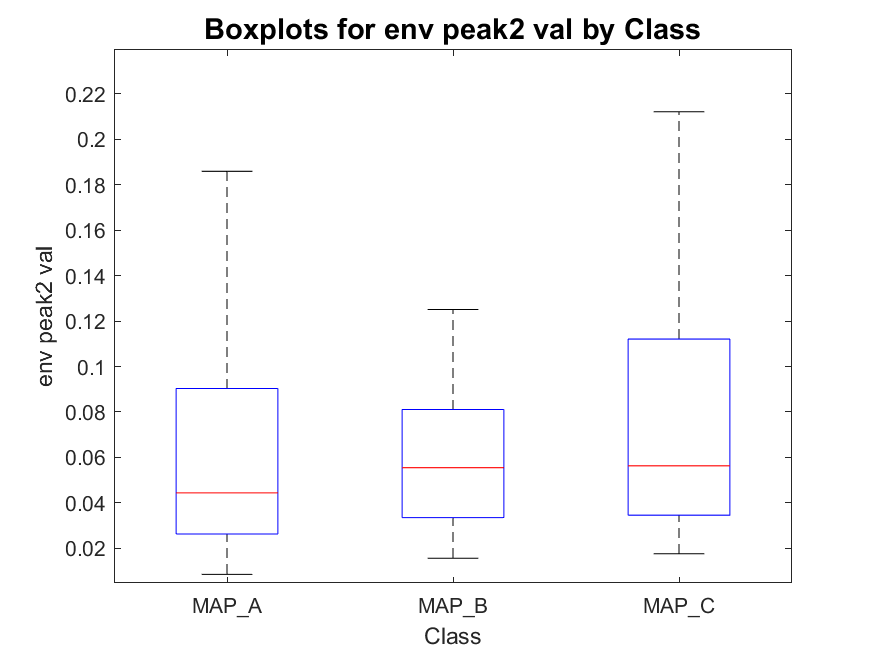 Boxplots for env peak2 val by Class
0.22
0.2
0.18
0.16
0.14
0.12
0.1
0.08
0.06
0.04
0.02
env peak2 val
MAP_A MAP_B MAP_C
Class